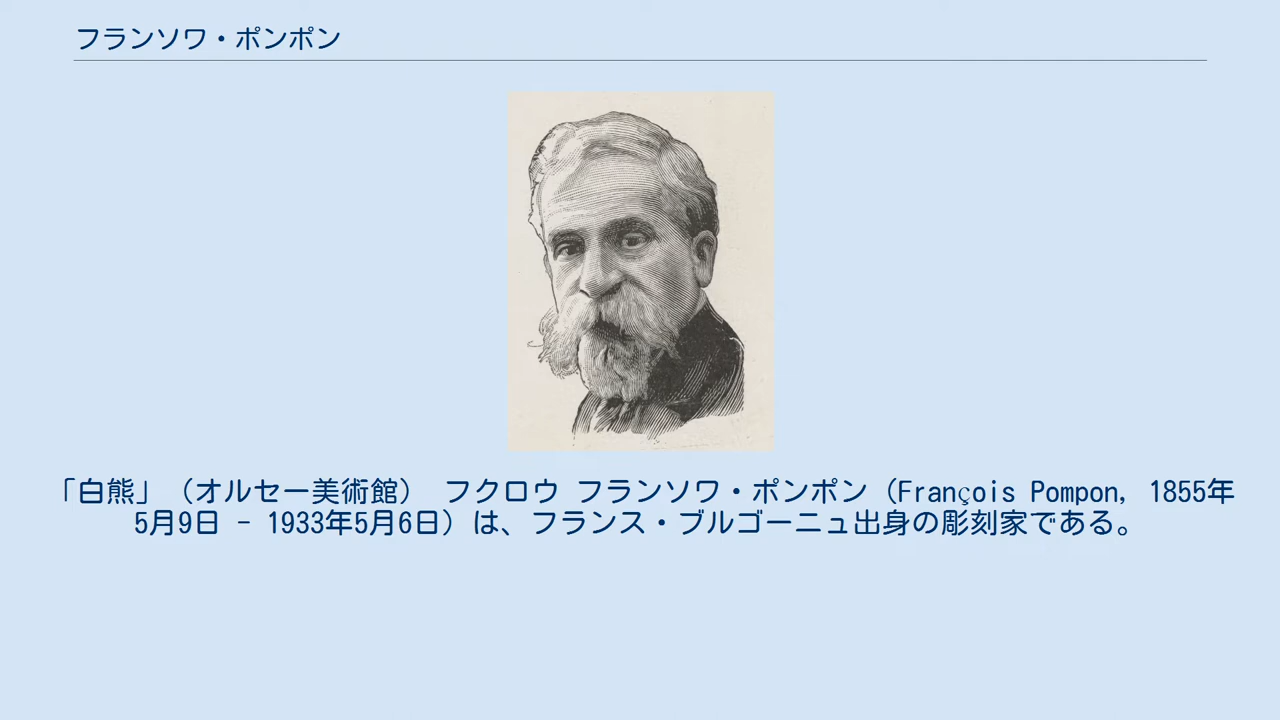 フランソワ・ポンポン
「白熊」（オルセー美術館） フクロウ フランソワ・ポンポン（François Pompon, 1855年
5月9日 - 1933年5月6日）は、フランス・ブルゴーニュ出身の彫刻家である。